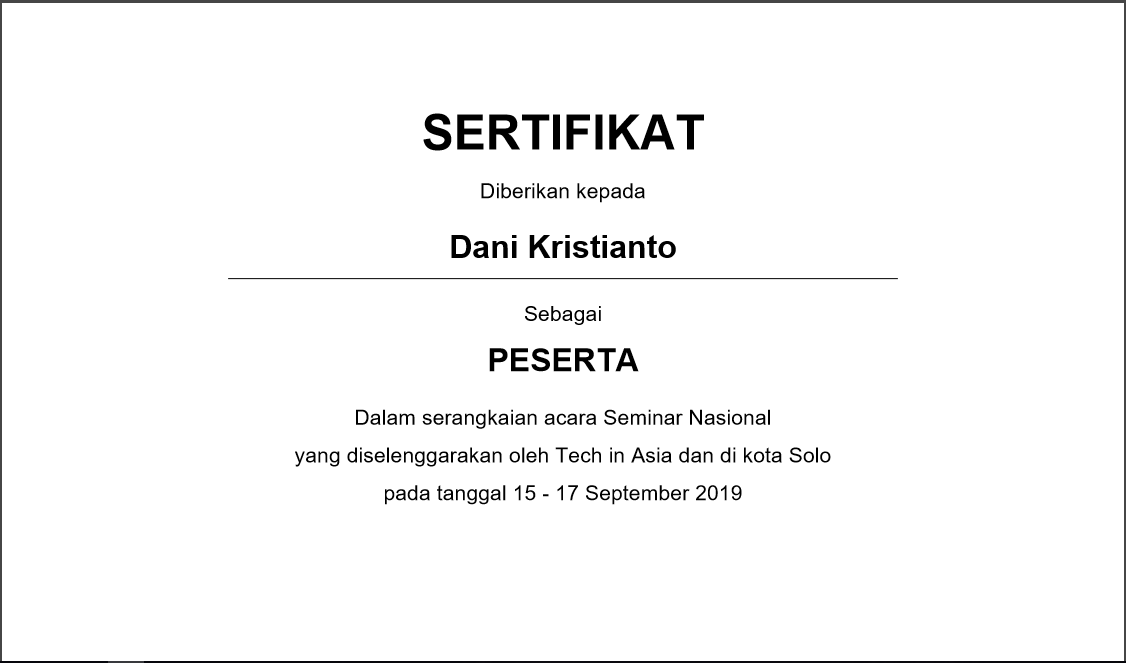 SERTIFIKAT
Diberikan kepada
Dani Kristianto
Sebagai
PESERTA
Dalam serangkaian acara Seminar Nasional
yang diselenggarakan oleh Tech in Asia dan di kota Solo
pada tanggal 15 - 17 September 2019